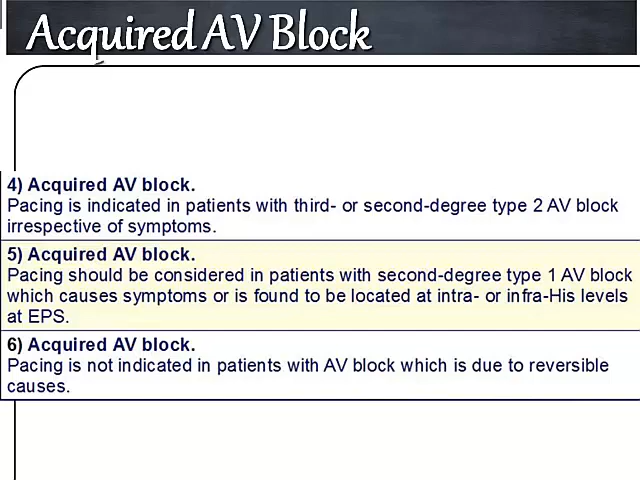 Acquired AV Block
4) Acquired AV block.
Pacing is indicated in patients with third- or second-degree type 2 AV block
irrespective of symptoms.
5) Acquired AV block.
Pacing should be considered in patients with second-degree type 1 AV block
which causes symptoms or is found to be located at intra- or infra-His levels
at EPS.
6) Acquired AV block.
Pacing is not indicated in patients with AV block which is due to reversible
causes.